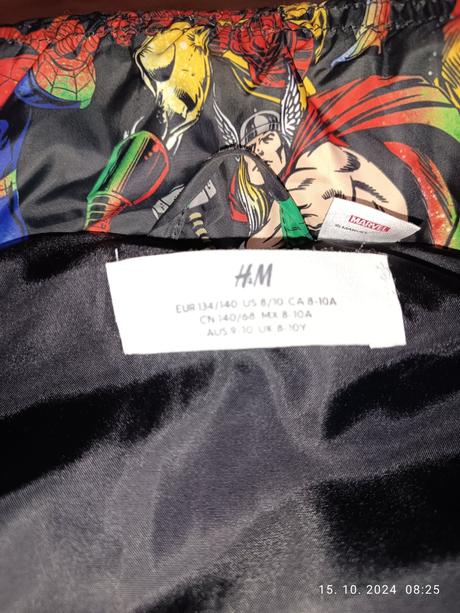 MARVEL
© MARVEL
H&M
EUR 134/140 US 8/10 CA 8-10A
CN 140/68 MX 8-10A
AUS 9-10 UK 8-10Y
15. 10. 2024 08:25